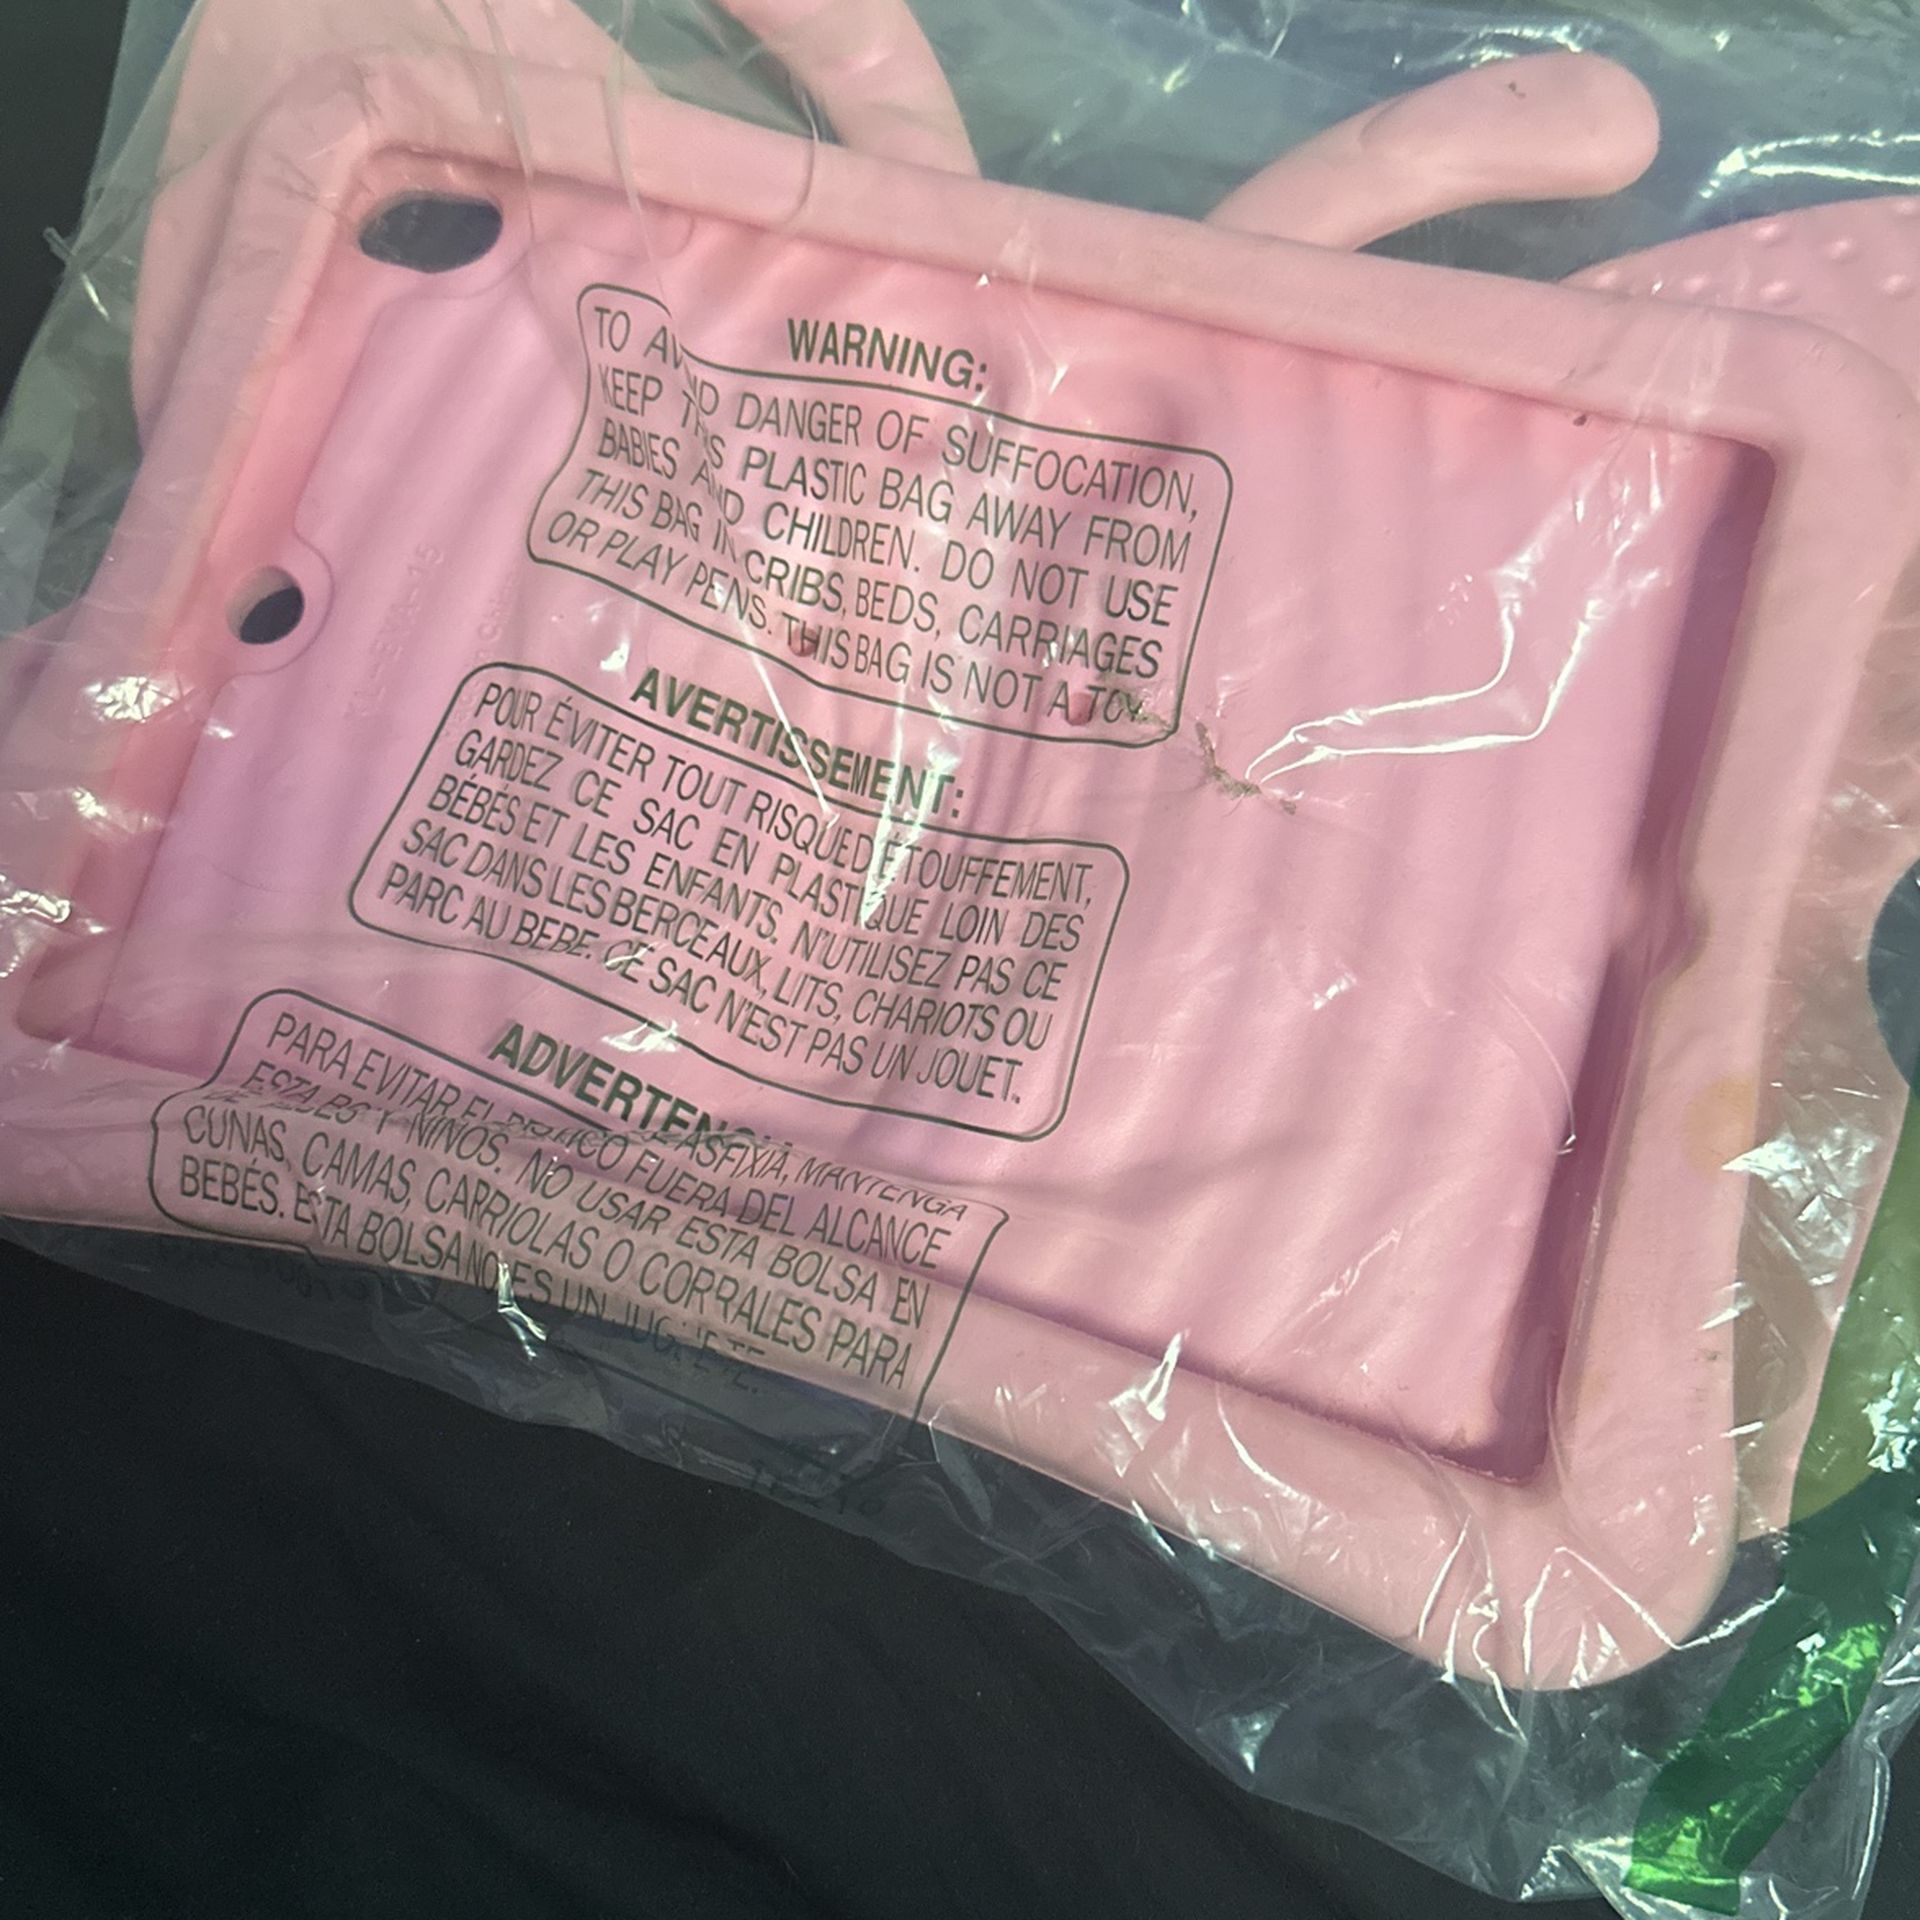 WARNING:
TO AVOID DANGER OF SUFFOCATION,
KEEP THIS PLASTIC BAG AWAY FROM
BABIES AND CHILDREN. DO NOT USE
THIS BAG IN CRIBS, BEDS, CARRIAGES
OR PLAY PENS. THIS BAG IS NOT A TOY.
AVERTISSEMENT:
POUR ÉVITER TOUT RISQUE D'ÉTOUFFEMENT,
GARDEZ CE SAC EN PLASTIQUE LOIN DES
BÉBÉS ET LES ENFANTS. N'UTILISEZ PAS CE
SAC DANS LES BERCEAUX, LITS, CHARIOTS OU
PARC AU BEBE. CE SAC N'EST PAS UN JOUET.
PARA EVITAR ASFIXIA, MANTENGA
ESTA FUERA DEL ALCANCE
Y NIÑOS. NO USAR ESTA BOLSA EN
CUNAS, CAMAS, CARRIOLAS O CORRALES PARA
BEBÉS. ESTA BOLSA NO ES UN JUGUETE.